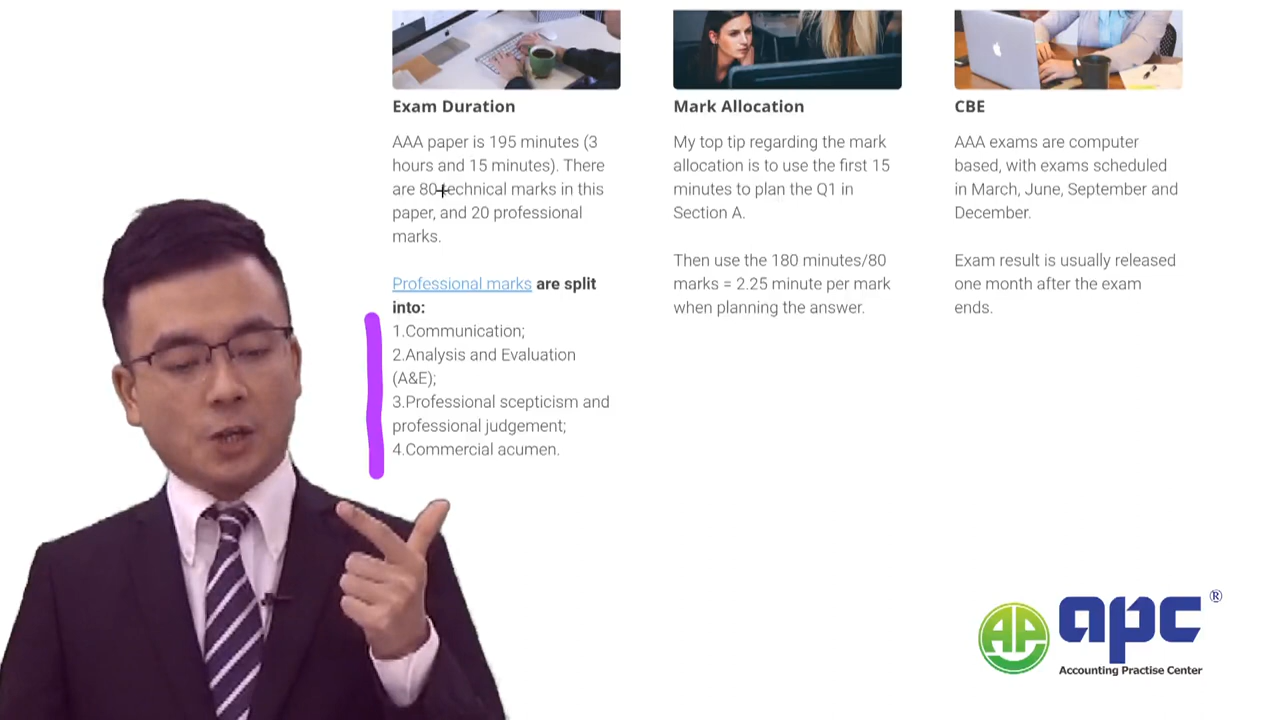 Exam Duration
AAA paper is 195 minutes (3
hours and 15 minutes). There
are 80 technical marks in this
paper, and 20 professional
marks.
Professional marks are split
into:
1.Communication;
2.Analysis and Evaluation
(A&E);
3.Professional scepticism and
professional judgement;
4.Commercial acumen.
Mark Allocation
My top tip regarding the mark
allocation is to use the first 15
minutes to plan the Q1 in
Section A.
Then use the 180 minutes/80
marks = 2.25 minute per mark
when planning the answer.
CBE
AAA exams are computer
based, with exams scheduled
in March, June, September and
December.
Exam result is usually released
one month after the exam
ends.
AP apc ®
Accounting Practise Center